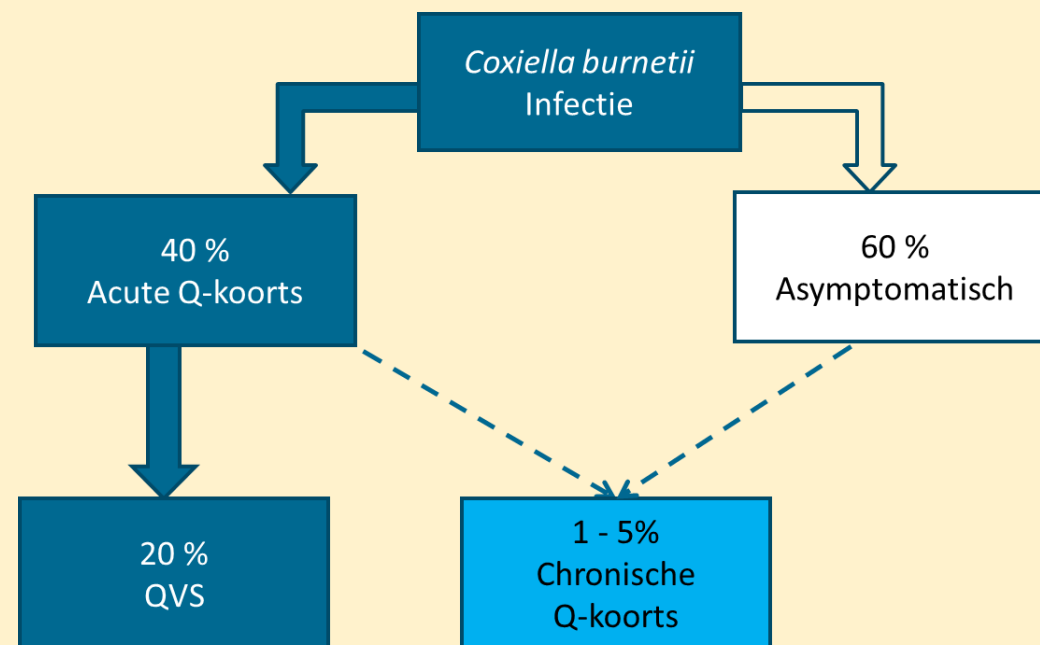 Coxiella burnetii
Infectie
40 %
Acute Q-koorts
60 %
Asymptomatisch
20 %
QVS
1 - 5%
Chronische
Q-koorts